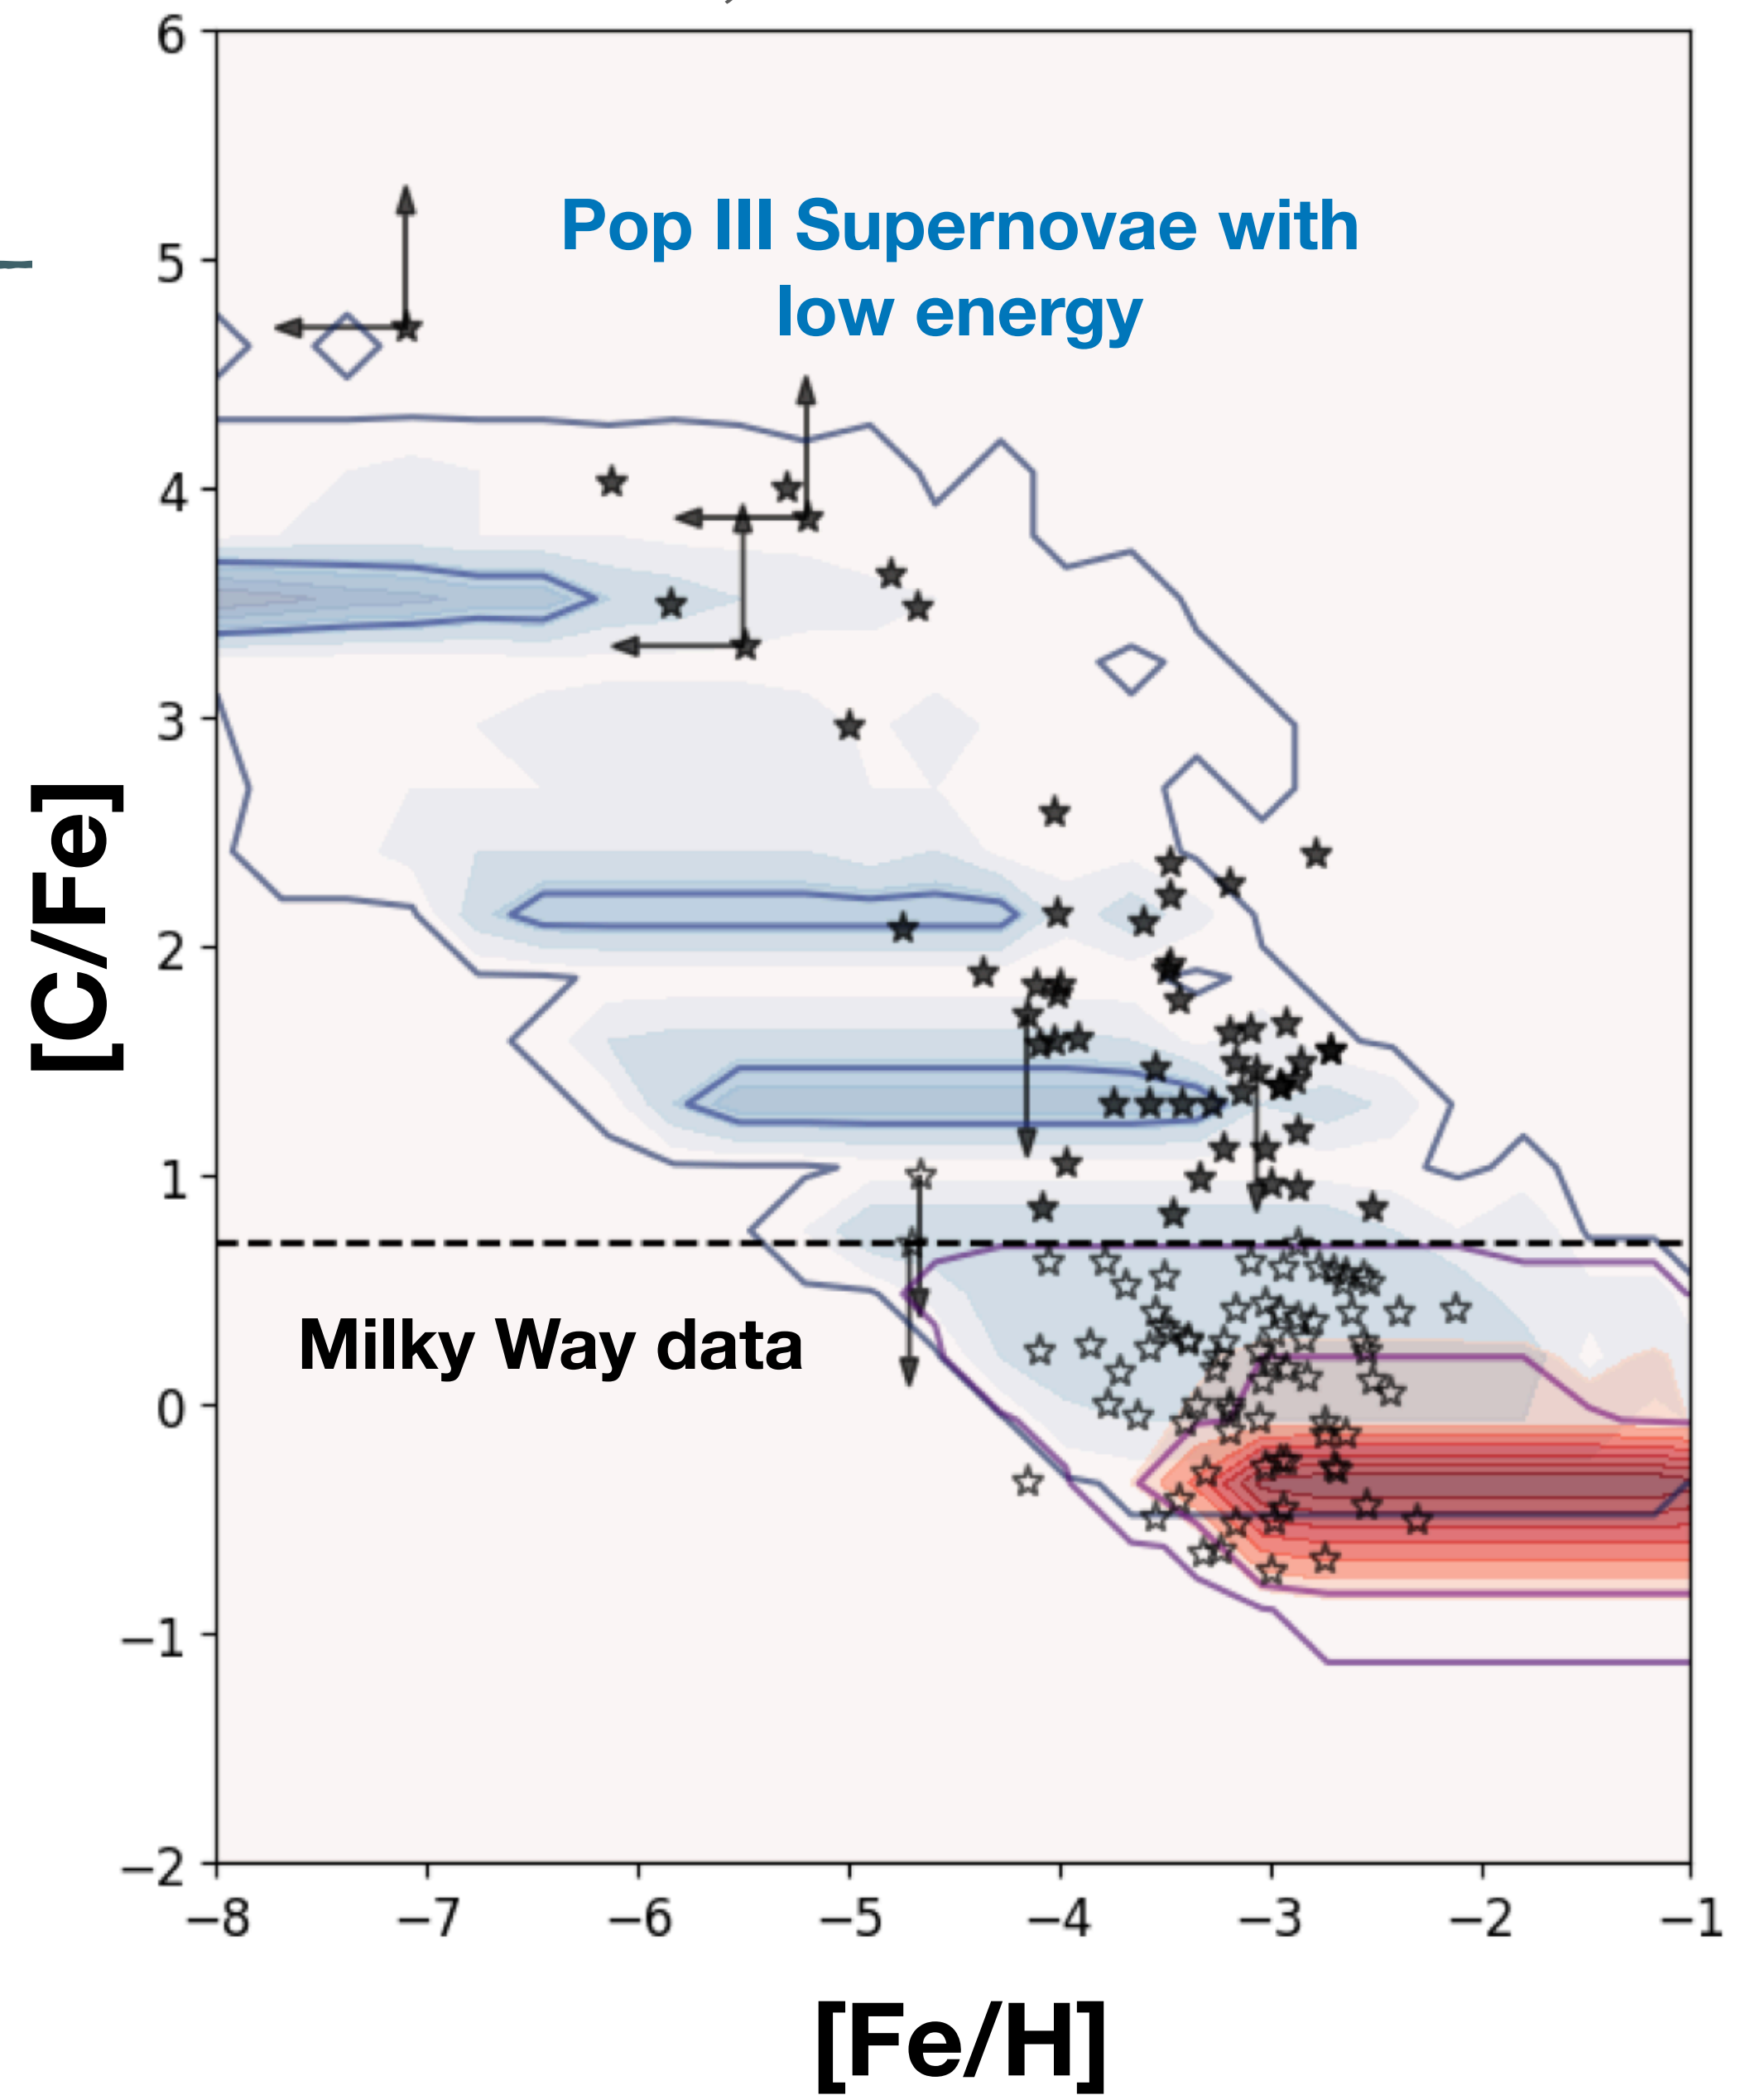 6
5
4
3
2
1
0
−1
−2
[C/Fe]
Pop III Supernovae with
low energy
Milky Way data
−8 −7 −6 −5 −4 −3 −2 −1
[Fe/H]